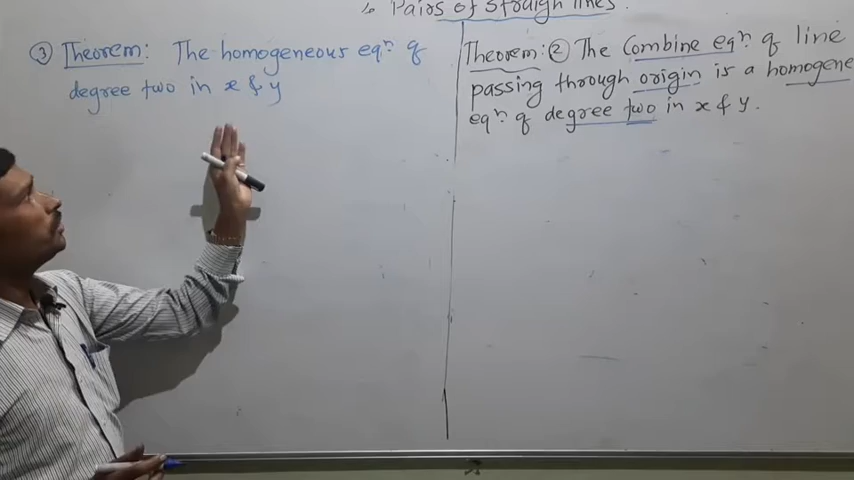 ↳ Pairs of Straigh lines.
③ Theorem: The homogeneous eqⁿ. of
degree two in x & y
Theorem: ② The Combine eqⁿ. of line
passing through origin is a homogene
eqⁿ. of degree two in x & y.